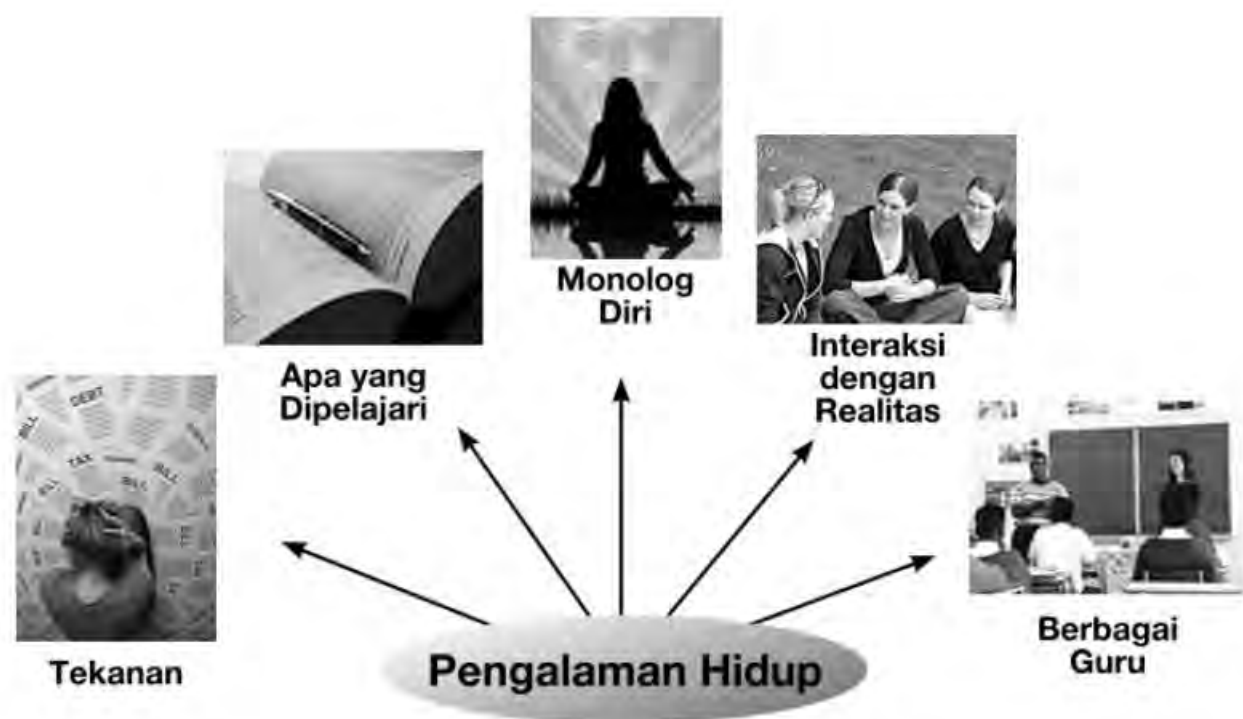 Monolog
Diri
Apa yang
Dipelajari
Interaksi
dengan
Realitas
Tekanan
Berbagai
Guru
Pengalaman Hidup
BILL
DEBT
TAX
BILL
BILL